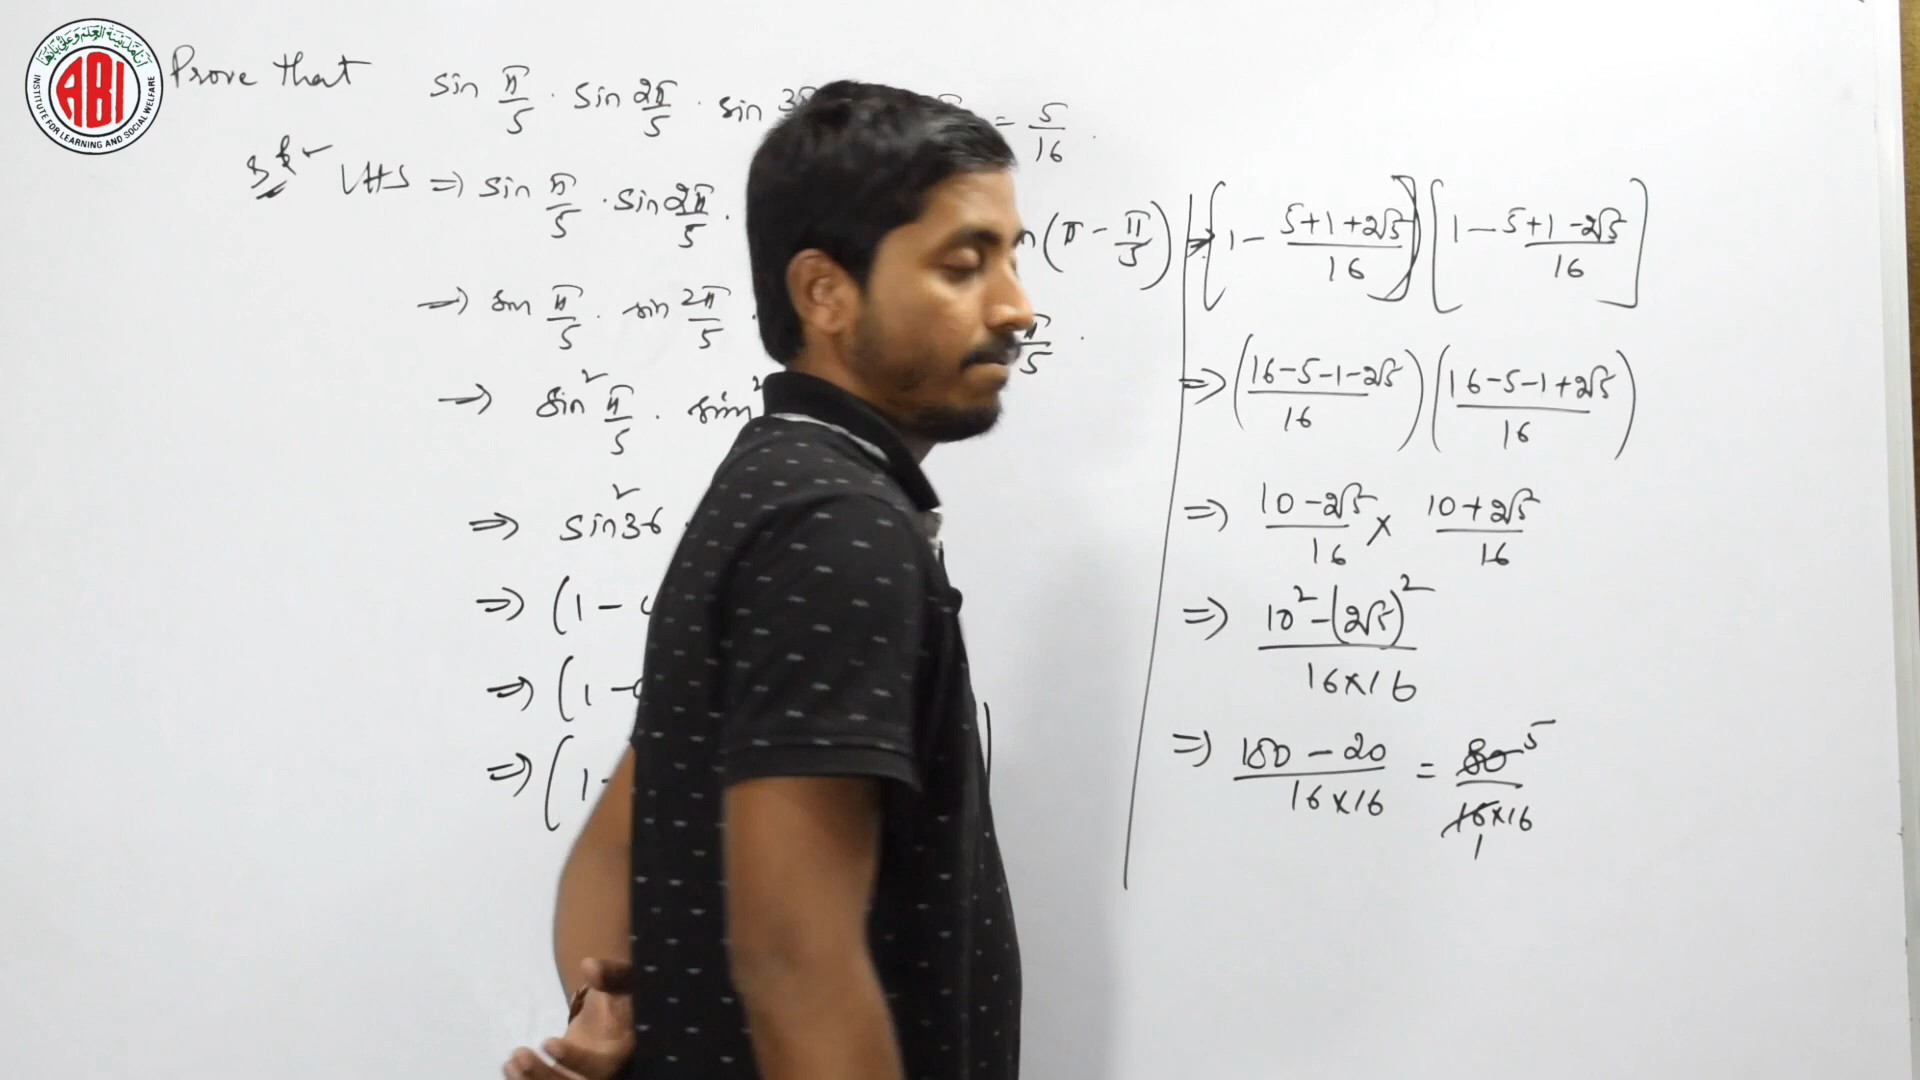 ABI
INSTITUTE FOR LEARNING AND SOCIAL WELFARE
Prove that sin π/5 · sin 2π/5 · sin 3 = 5/16 .
LHS ⇒ sin π/5 · sin 2π/5 . (π - π/5)
⇒ sin π/5 . sin 2π/5 . π/5 .
⇒ sin² π/5 . sin²
⇒ sin²36
⇒ (1 -
⇒ (1 -
⇒ (1 -
⇒ [1 - (5+1+2√5)/16] [1 - (5+1-2√5)/16]
⇒ ((16-5-1-2√5)/16) ((16-5-1+2√5)/16)
⇒ (10-2√5)/16 × (10+2√5)/16
⇒ (10² - (2√5)²)/(16×16)
⇒ (100 - 20)/(16×16) = 80 5/(16×16) 1